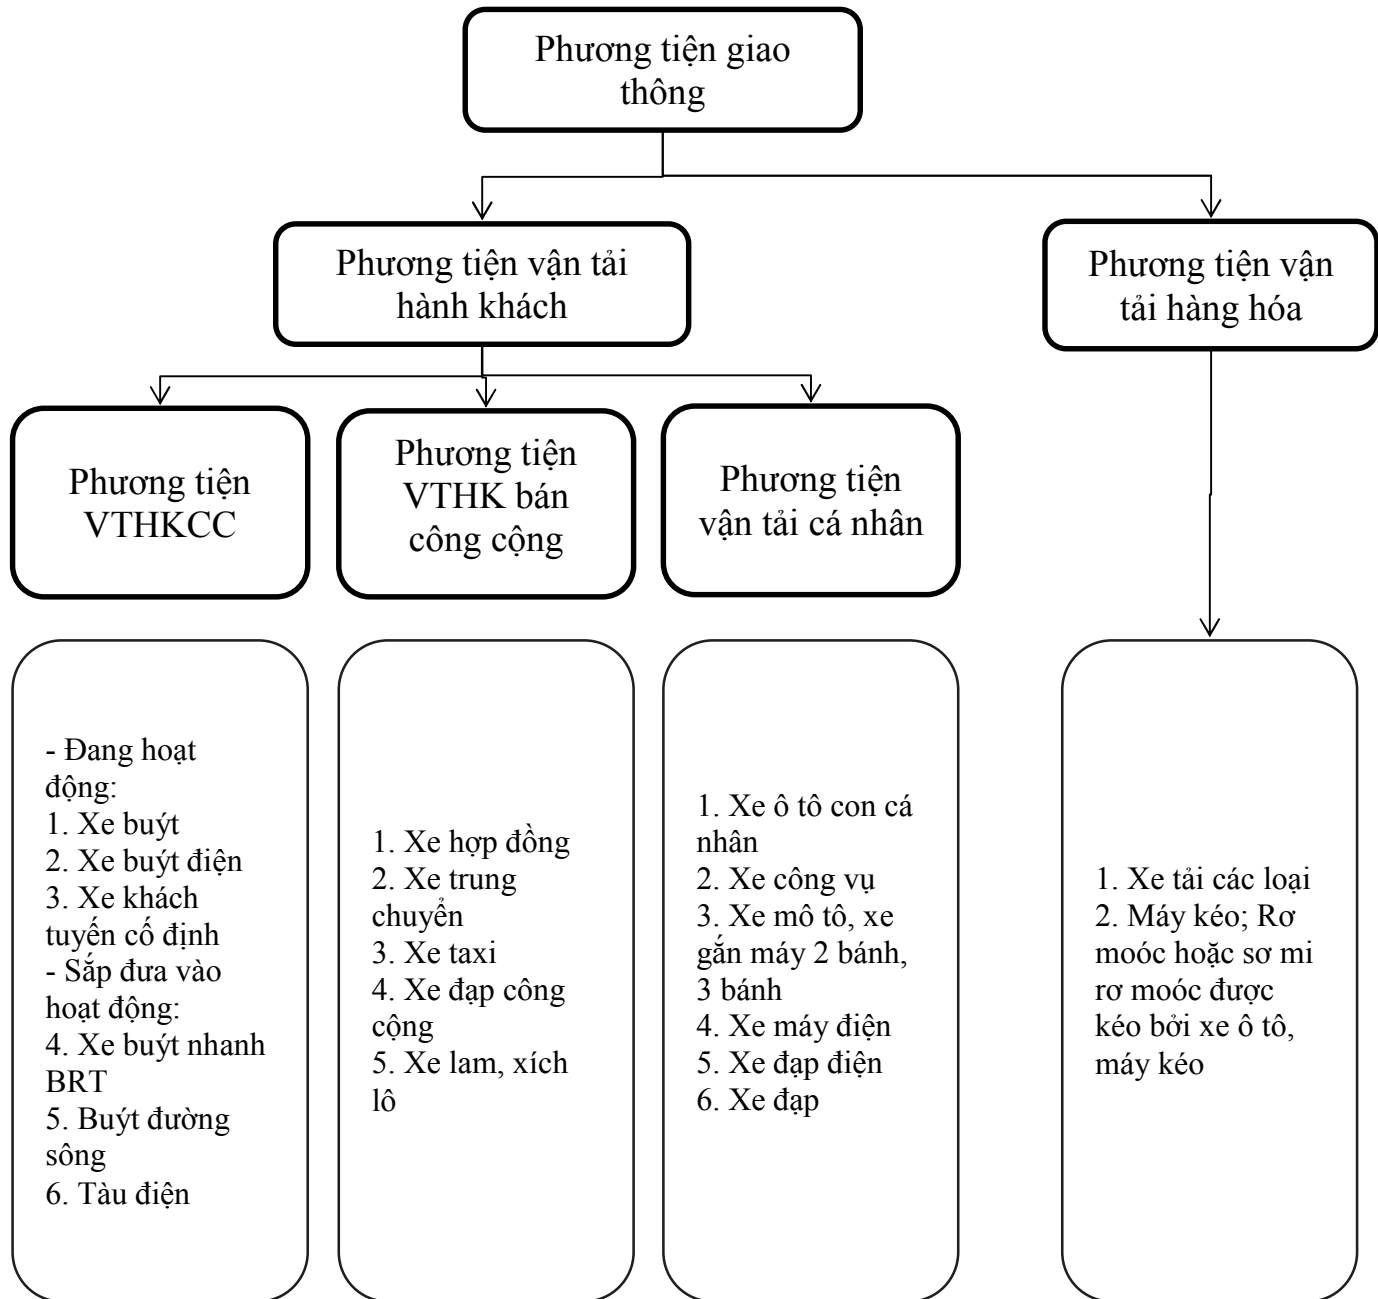 Phương tiện giao
thông
Phương tiện vận tải
hành khách
Phương tiện vận
tải hàng hóa
Phương tiện
VTHKCC
Phương tiện
VTHK bán
công cộng
Phương tiện
vận tải cá nhân
- Đang hoạt
động:
1. Xe buýt
2. Xe buýt điện
3. Xe khách
tuyến cố định
- Sắp đưa vào
hoạt động:
4. Xe buýt nhanh
BRT
5. Buýt đường
sông
6. Tàu điện
1. Xe hợp đồng
2. Xe trung
chuyển
3. Xe taxi
4. Xe đạp công
cộng
5. Xe lam, xích
lô
1. Xe ô tô con cá
nhân
2. Xe công vụ
3. Xe mô tô, xe
gắn máy 2 bánh,
3 bánh
4. Xe máy điện
5. Xe đạp điện
6. Xe đạp
1. Xe tải các loại
2. Máy kéo; Rơ
moóc hoặc sơ mi
rơ moóc được
kéo bởi xe ô tô,
máy kéo